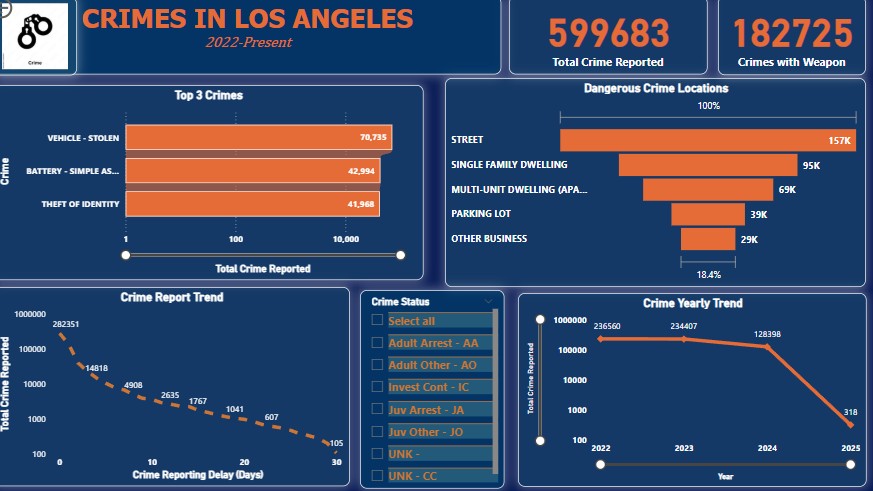 CRIMES IN LOS ANGELES
2022-Present
Crime
599683
Total Crime Reported
182725
Crimes with Weapon
Top 3 Crimes
Crime
VEHICLE - STOLEN
70,735
BATTERY - SIMPLE AS...
42,994
THEFT OF IDENTITY
41,968
1 100 10,000
Total Crime Reported
Dangerous Crime Locations
100%
STREET
157K
SINGLE FAMILY DWELLING
95K
MULTI-UNIT DWELLING (APA...
69K
PARKING LOT
39K
OTHER BUSINESS
29K
18.4%
Crime Report Trend
Total Crime Reported
1000000
100000
10000
1000
100
282351
14818
4908
2635
1767
1041
607
105
0 10 20 30
Crime Reporting Delay (Days)
Crime Status
Select all
Adult Arrest - AA
Adult Other - AO
Invest Cont - IC
Juv Arrest - JA
Juv Other - JO
UNK -
UNK - CC
Crime Yearly Trend
Total Crime Reported
1000000
100000
10000
1000
100
236560
234407
128398
318
2022 2023 2024 2025
Year